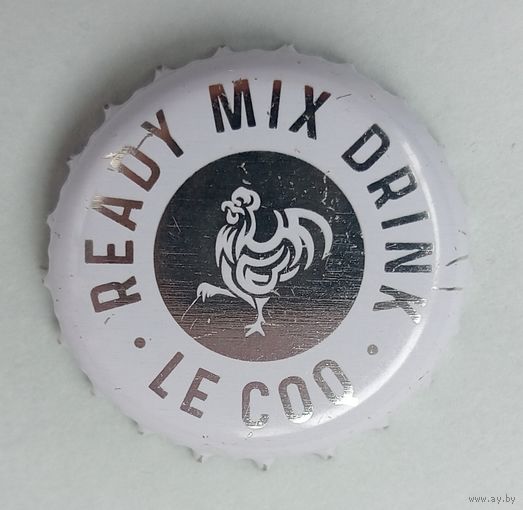 READY MIX DRINK
• LE COQ •
www.ay.by